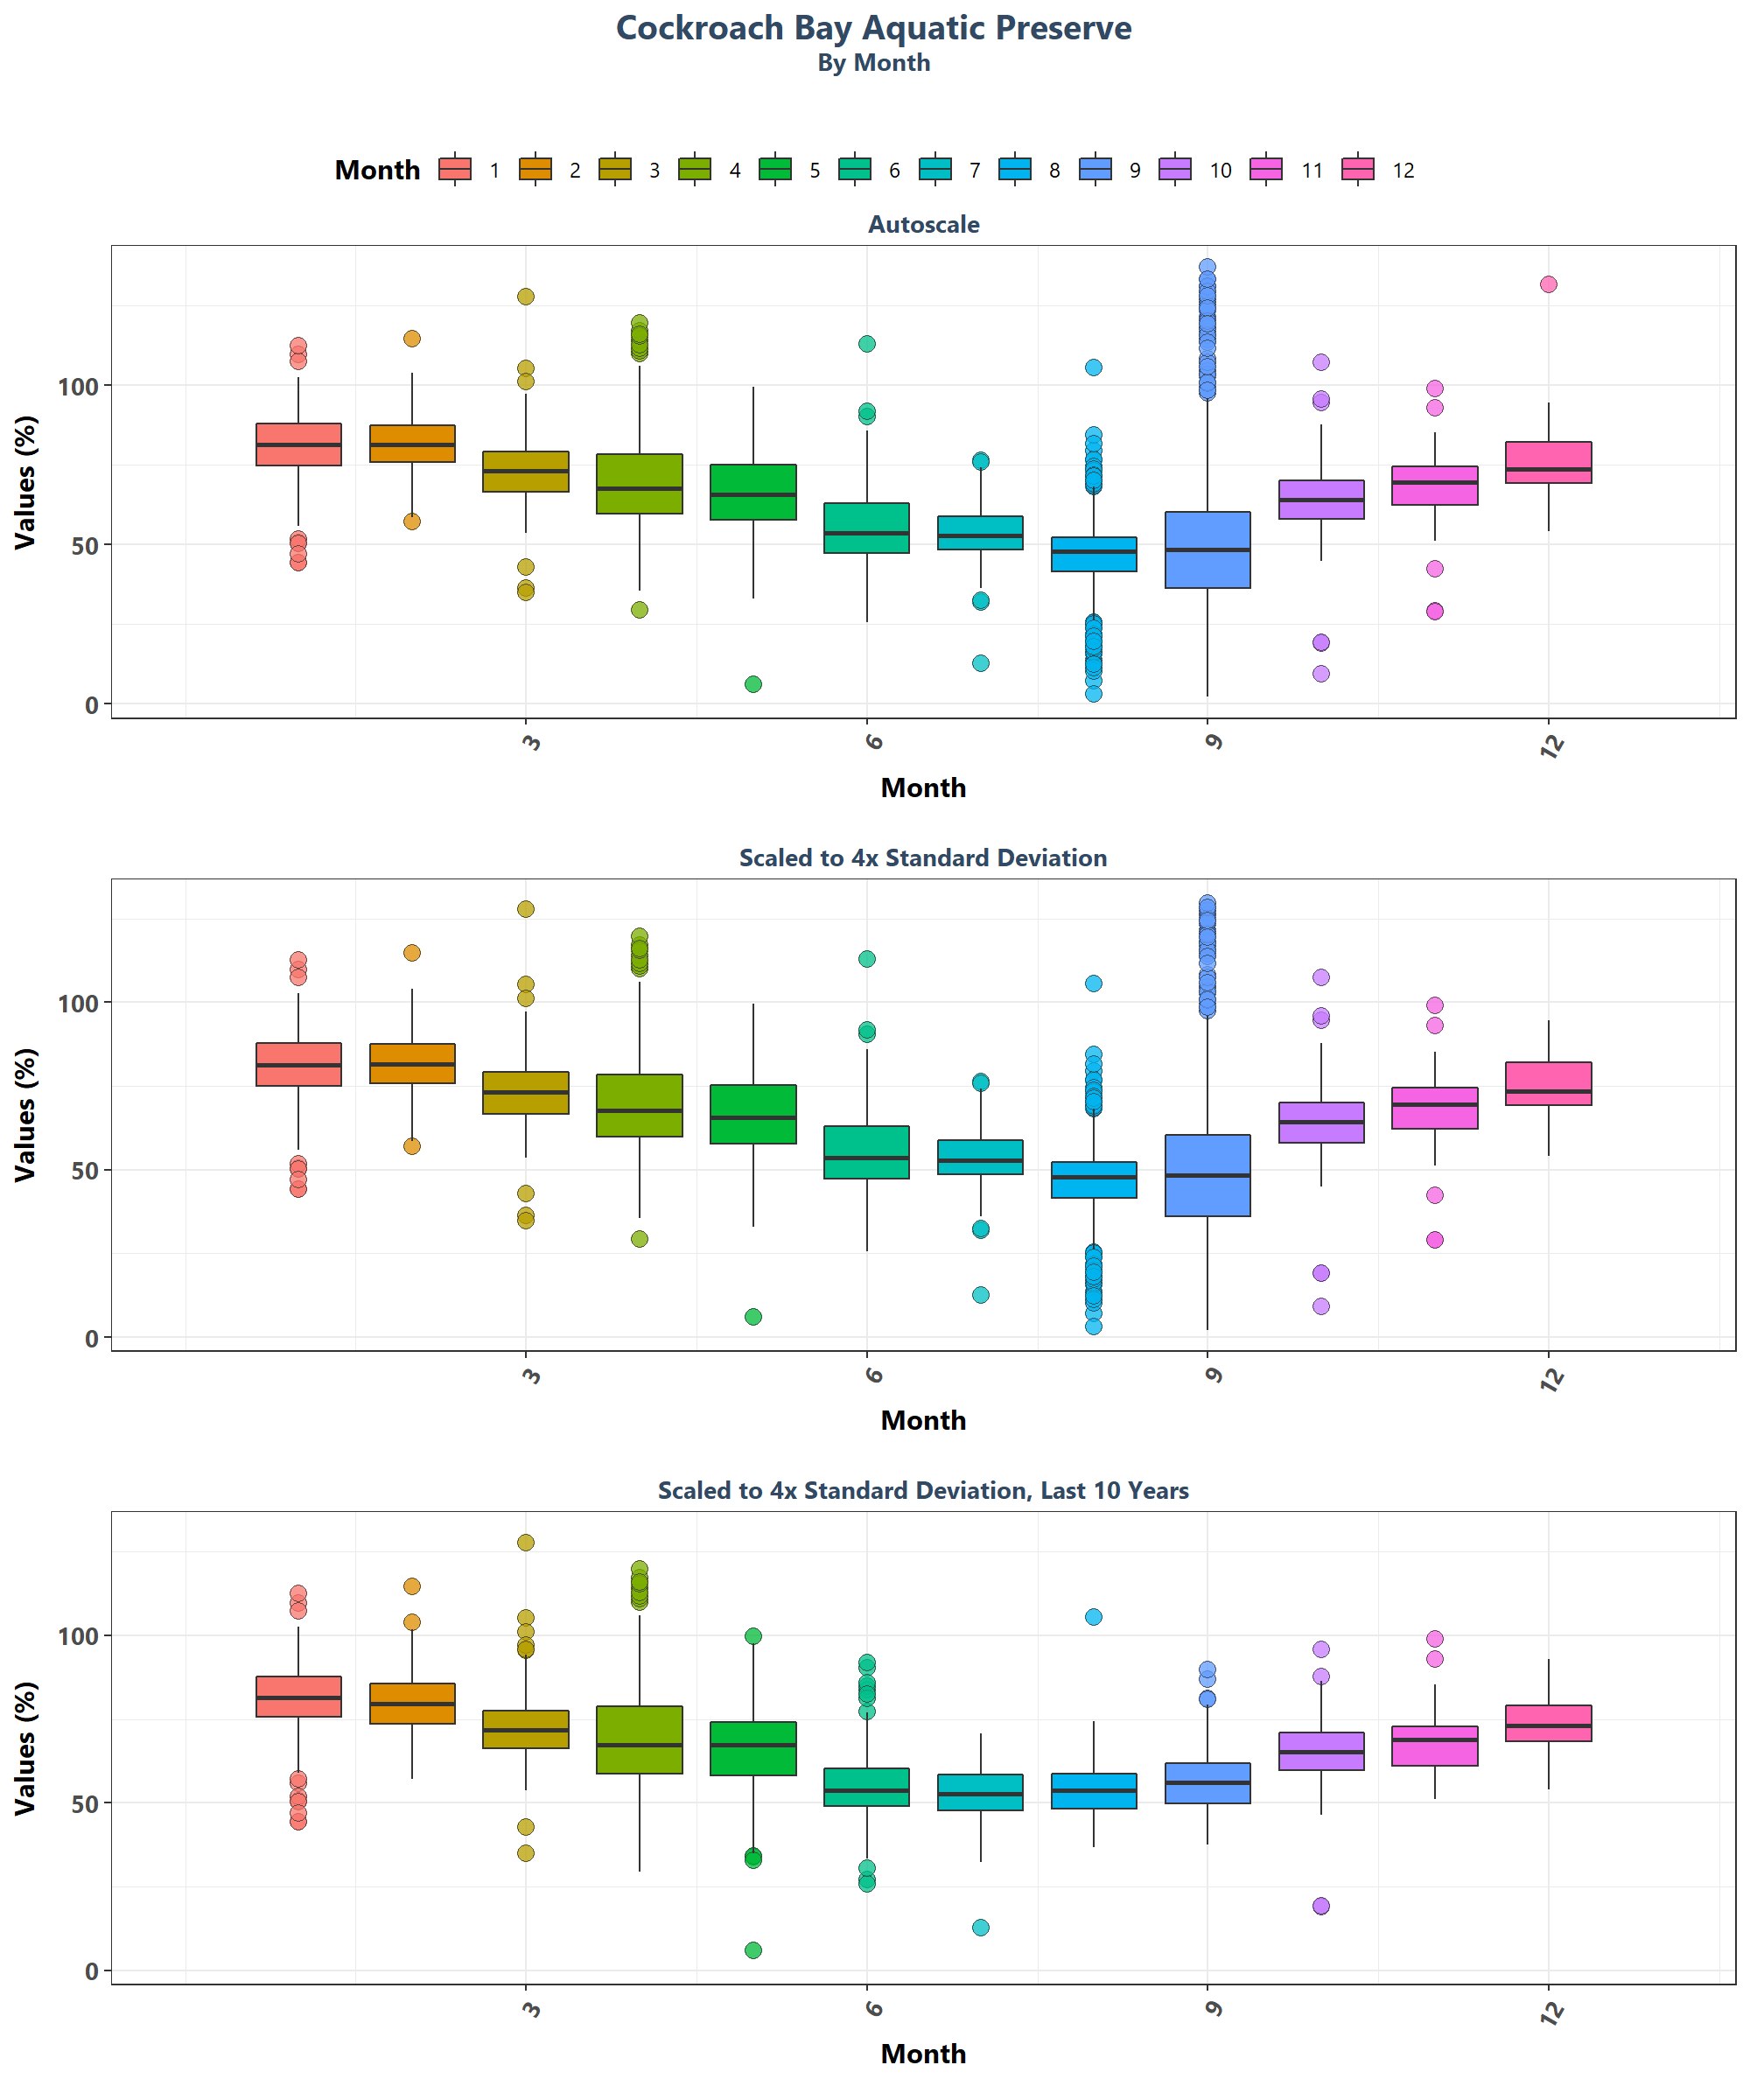 Cockroach Bay Aquatic Preserve
By Month
Month 1 2 3 4 5 6 7 8 9 10 11 12
Autoscale
Values (%)
100
50
0
3 6 9 12
Month
Scaled to 4x Standard Deviation
Values (%)
100
50
0
3 6 9 12
Month
Scaled to 4x Standard Deviation, Last 10 Years
Values (%)
100
50
0
3 6 9 12
Month